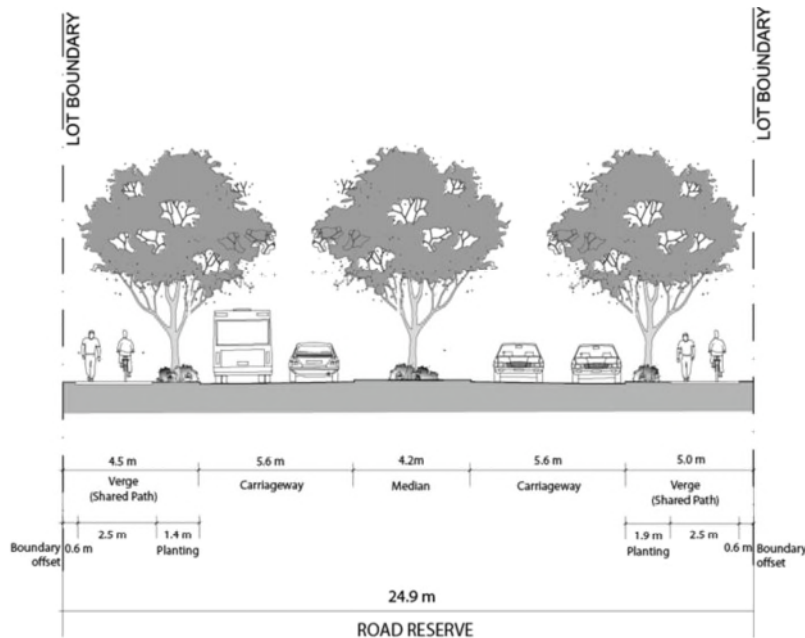 LOT BOUNDARY
LOT BOUNDARY
4.5 m 5.6 m 4.2m 5.6 m 5.0 m
Verge Carriageway Median Carriageway Verge
(Shared Path) (Shared Path)
Boundary 0.6 m 2.5 m 1.4 m 1.9 m 2.5 m 0.6 m Boundary
offset Planting Planting offset
24.9 m
ROAD RESERVE